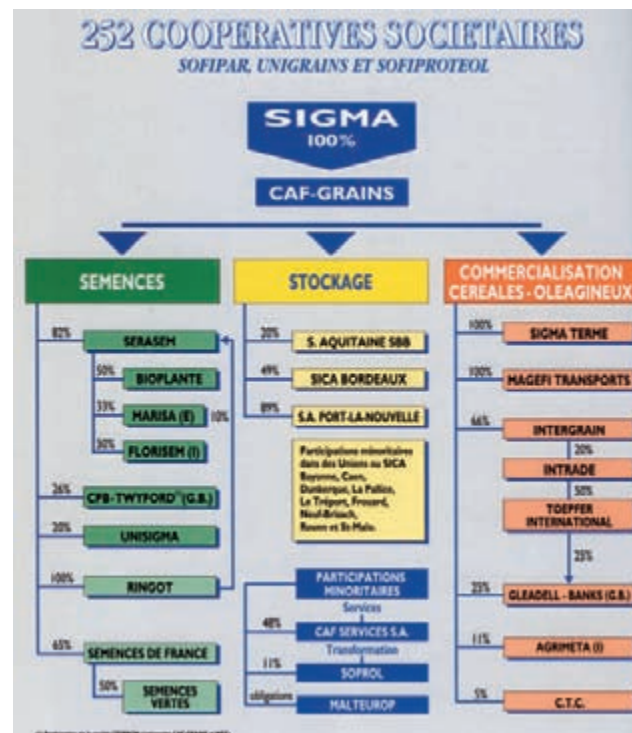 252 COOPERATIVES SOCIETAIRES
SOFIPAR, UNIGRAINS ET SOFIPROTEOL
SIGMA
100%
CAF-GRAINS
SEMENCES
82%
SERASEM
50%
BIOPLANTE
33%
MARISA (E)
10%
50%
FLORISEM (I)
26%
CPB-TWYFORD (G.B.)
20%
UNISIGMA
100%
RINGOT
65%
SEMENCES DE FRANCE
50%
SEMENCES
VERTES
STOCKAGE
20%
S. AQUITAINE SBB
49%
SICA BORDEAUX
89%
S.A. PORT-LA-NOUVELLE
Participations minoritaires
dans des Unions ou SICA
Bayonne, Caen,
Dunkerque, La Pallice,
Le Tréport, Frouard,
Neuf-Brisach,
Rouen et St-Malo.
PARTICIPATIONS
MINORITAIRES
Services
48%
CAF SERVICES S.A.
Transformation
11%
SOPROL
obligations
MALTEUROP
COMMERCIALISATION
CEREALES - OLEAGINEUX
100%
SIGMA TERME
100%
MAGEFI TRANSPORTS
66%
INTERGRAIN
20%
INTRADE
50%
TOEPFER
INTERNATIONAL
25%
25%
GLEADELL - BANKS (G.B.)
11%
AGRIMETA (I)
5%
C.T.C.